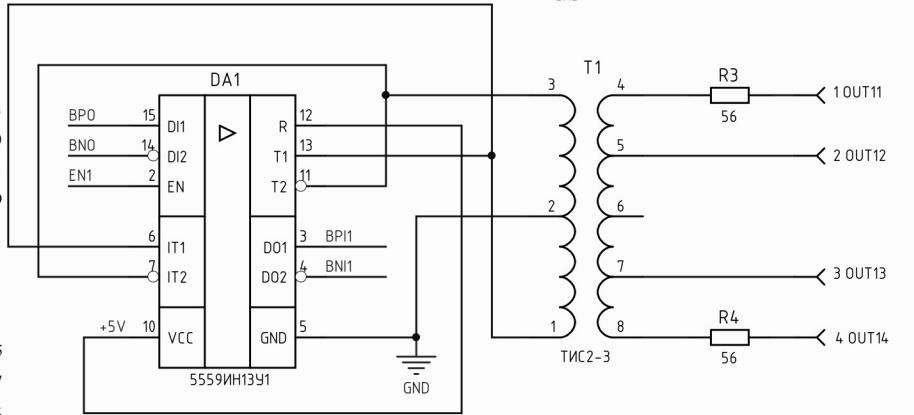 T1
DA1
3
4
R3
1 OUT11
56
BP0
15
DI1
R
12
BN0
14
DI2
T1
13
5
2 OUT12
EN1
2
EN
T2
11
2
6
6
IT1
DO1
3
BPI1
7
IT2
DO2
4
BNI1
7
3 OUT13
+5V
10
VCC
GND
5
1
8
R4
4 OUT14
56
ТИС2-3
5559ИН13У1
GND